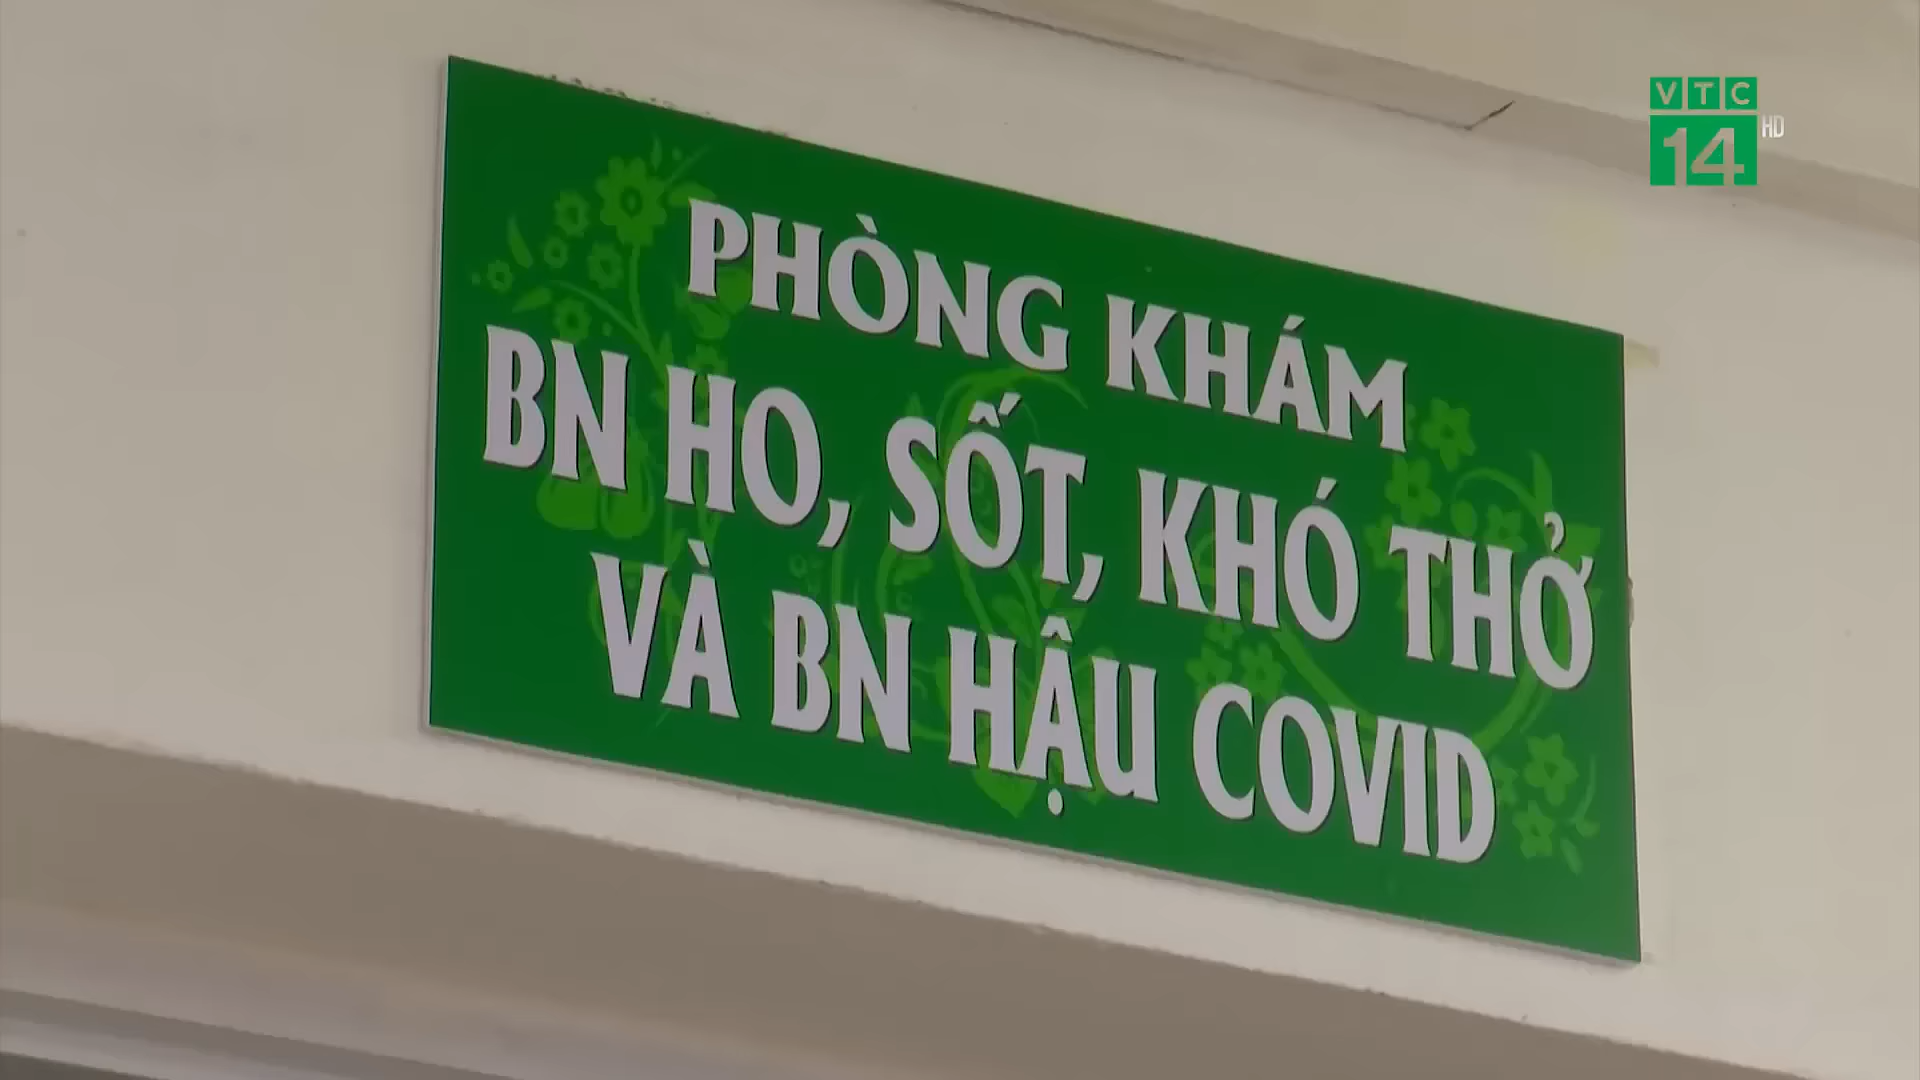 VTC
14 HD
PHÒNG KHÁM
BN HO, SỐT, KHÓ THỞ
VÀ BN HẬU COVID